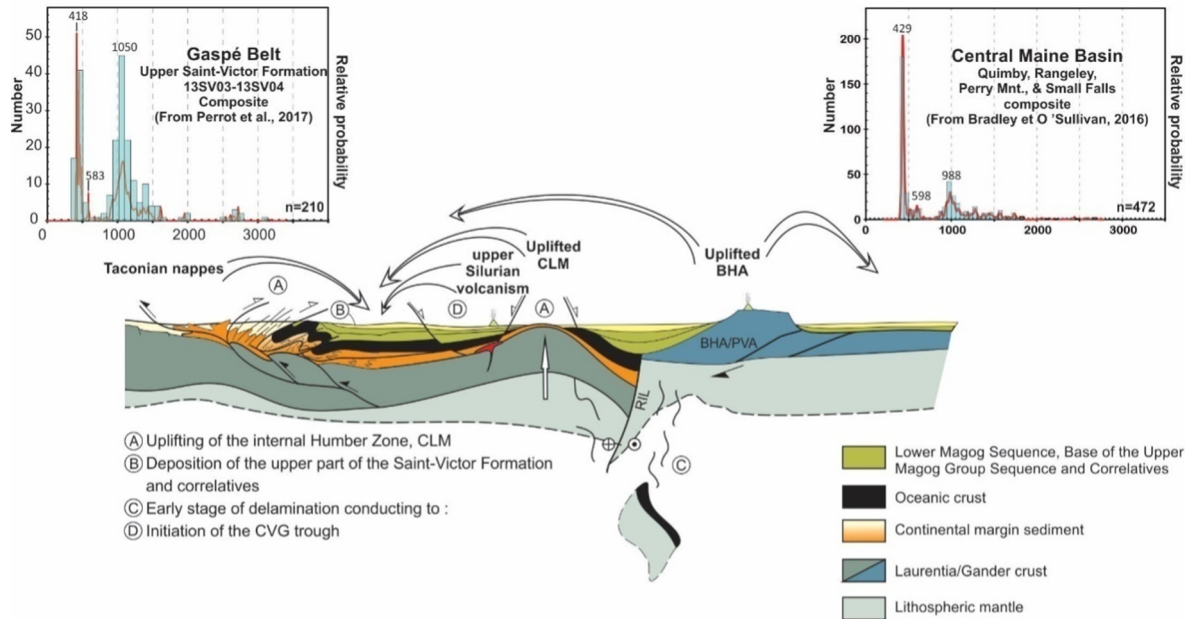 418
50
40
30
20
10
0
Number
1050
583
Gaspé Belt
Upper Saint-Victor Formation
13SV03-13SV04
Composite
(From Perrot et al., 2017)
n=210
Relative probability
0
1000
2000
3000
429
200
150
100
50
0
Number
598
988
Central Maine Basin
Quimby, Rangeley,
Perry Mnt., & Small Falls
composite
(From Bradley et O 'Sullivan, 2016)
n=472
Relative probability
0
1000
2000
3000
Taconian nappes
upper
Silurian
volcanism
Uplifted
CLM
Uplifted
BHA
A
B
D
A
BHA/PVA
RIL
C
A Uplifting of the internal Humber Zone, CLM
B Deposition of the upper part of the Saint-Victor Formation
and correlatives
C Early stage of delamination conducting to :
D Initiation of the CVG trough
Lower Magog Sequence, Base of the Upper
Magog Group Sequence and Correlatives
Oceanic crust
Continental margin sediment
Laurentia/Gander crust
Lithospheric mantle